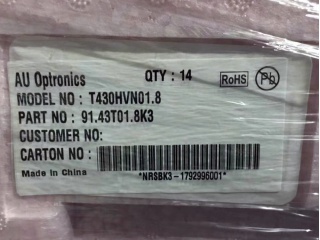 AU Optronics QTY : 14
RoHS Pb
MODEL NO : T430HVN01.8
PART NO : 91.43T01.8K3
CUSTOMER NO:
CARTON NO :
Made in China *NRSBK3-1792996001*